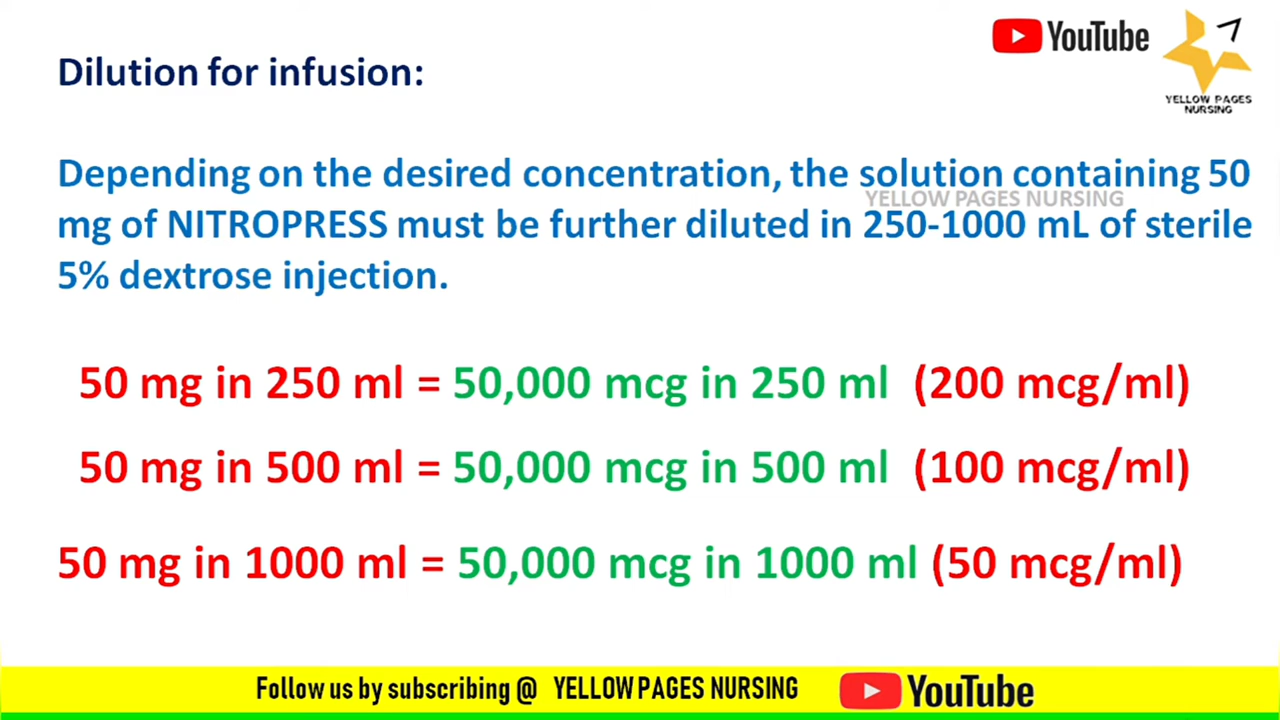 YouTube
YELLOW PAGES
NURSING
Dilution for infusion:
Depending on the desired concentration, the solution containing 50
YELLOW PAGES NURSING
mg of NITROPRESS must be further diluted in 250-1000 mL of sterile
5% dextrose injection.
50 mg in 250 ml = 50,000 mcg in 250 ml (200 mcg/ml)
50 mg in 500 ml = 50,000 mcg in 500 ml (100 mcg/ml)
50 mg in 1000 ml = 50,000 mcg in 1000 ml (50 mcg/ml)
Follow us by subscribing @ YELLOW PAGES NURSING YouTube